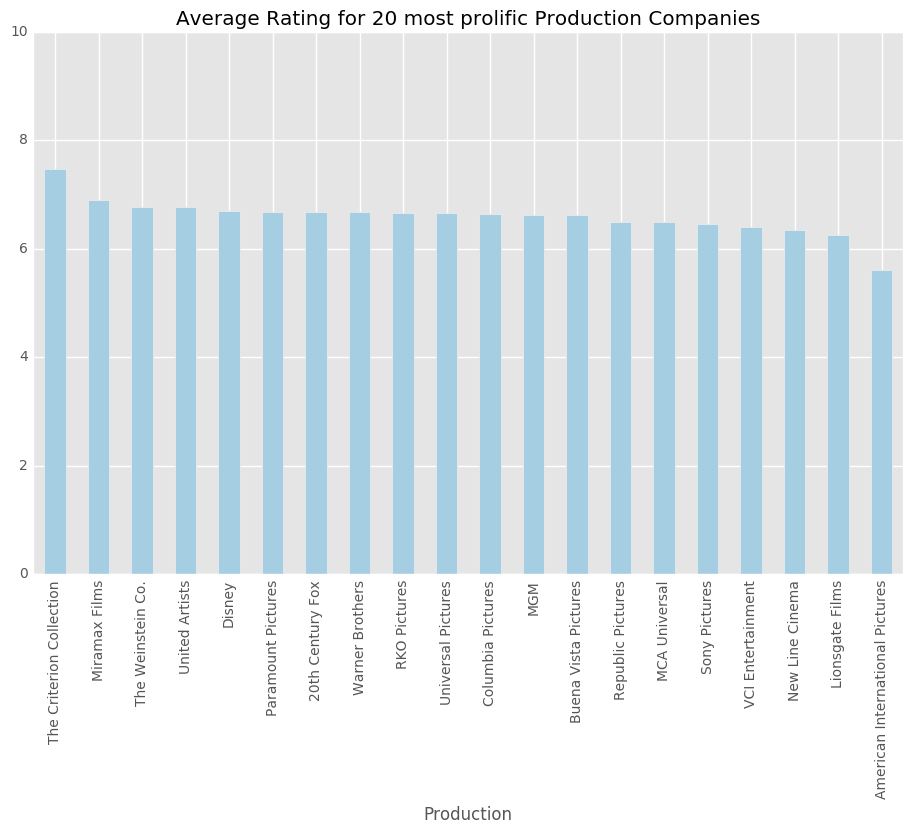 Average Rating for 20 most prolific Production Companies
10
8
6
4
2
0
The Criterion Collection
Miramax Films
The Weinstein Co.
United Artists
Disney
Paramount Pictures
20th Century Fox
Warner Brothers
RKO Pictures
Universal Pictures
Columbia Pictures
MGM
Buena Vista Pictures
Republic Pictures
MCA Universal
Sony Pictures
VCI Entertainment
New Line Cinema
Lionsgate Films
American International Pictures
Production